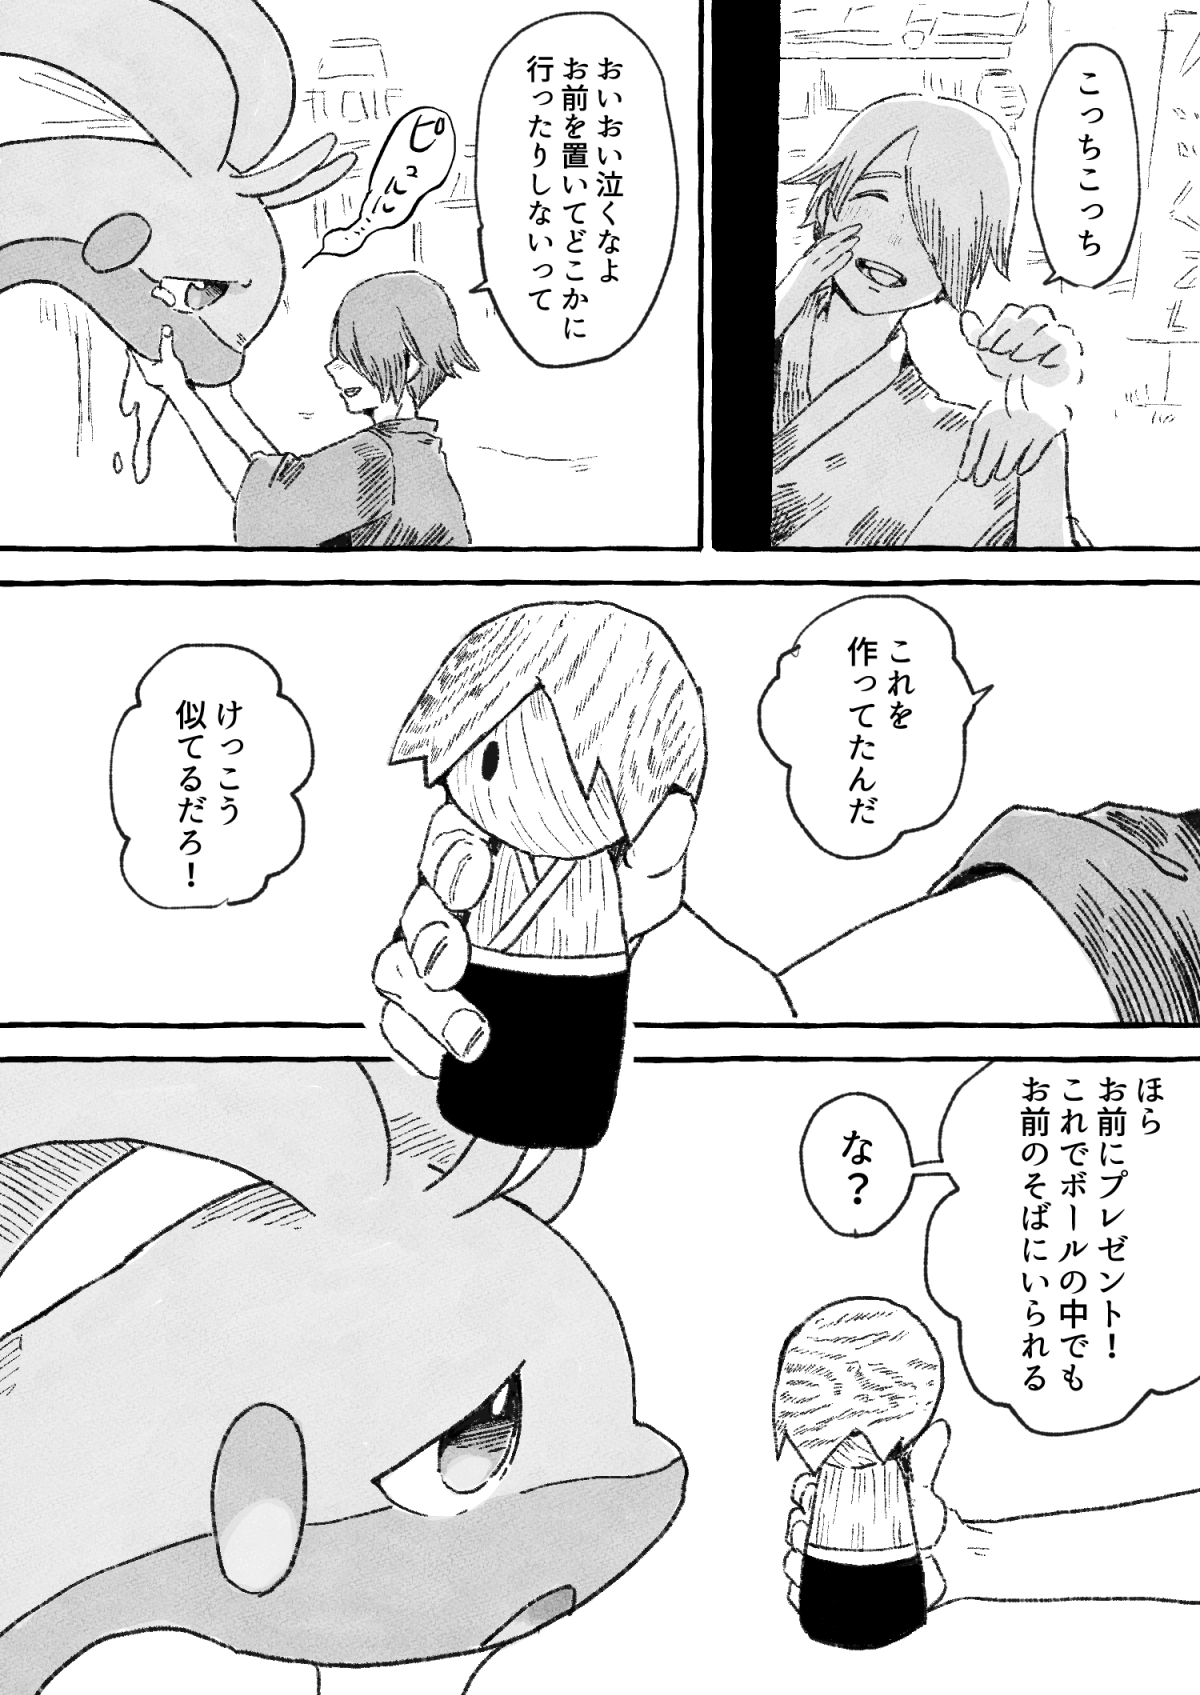 こっちこっち
おいおい泣くなよ
お前を置いてどこかに
行ったりしないって
ピュルル
これを
作ってたんだ
けっこう
似てるだろ！
ほら
お前にプレゼント！
これでボールの中でも
お前のそばにいられる
な？